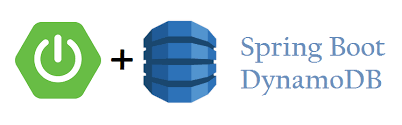 +
Spring Boot
DynamoDB